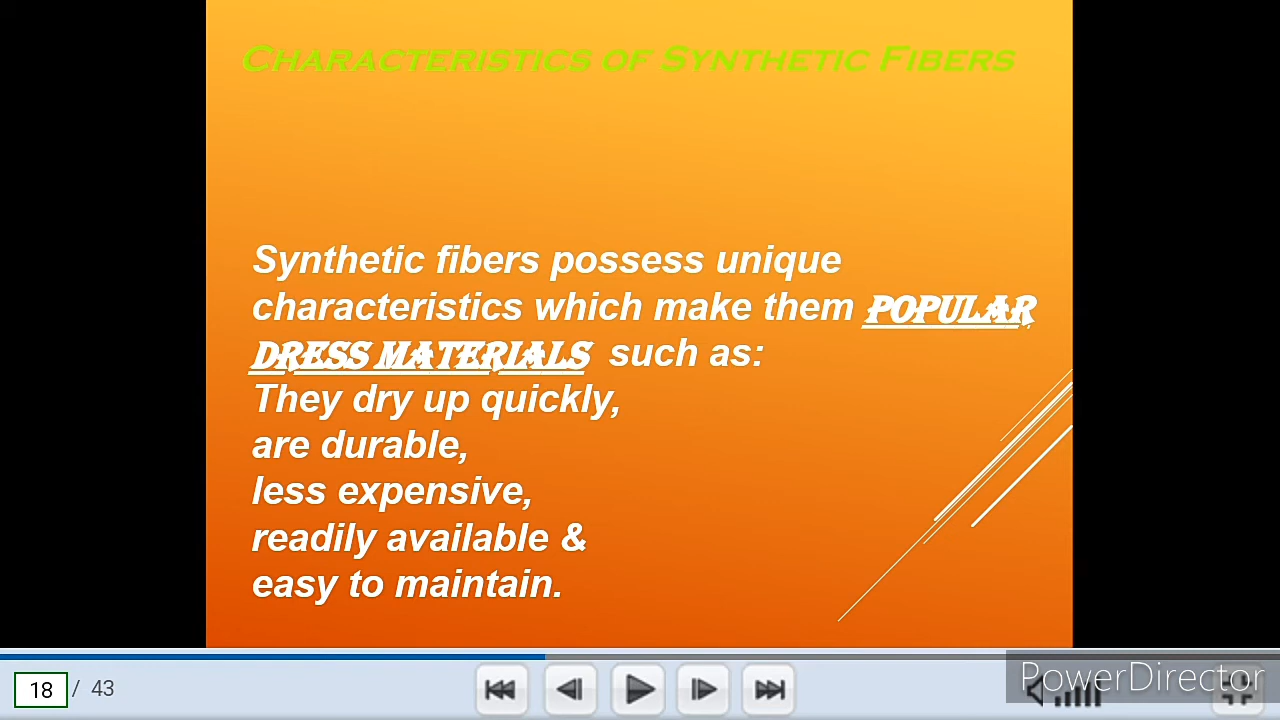 Characteristics of Synthetic Fibers
Synthetic fibers possess unique
characteristics which make them POPULAR
DRESS MATERIALS such as:
They dry up quickly,
are durable,
less expensive,
readily available &
easy to maintain.
18 / 43
PowerDirector